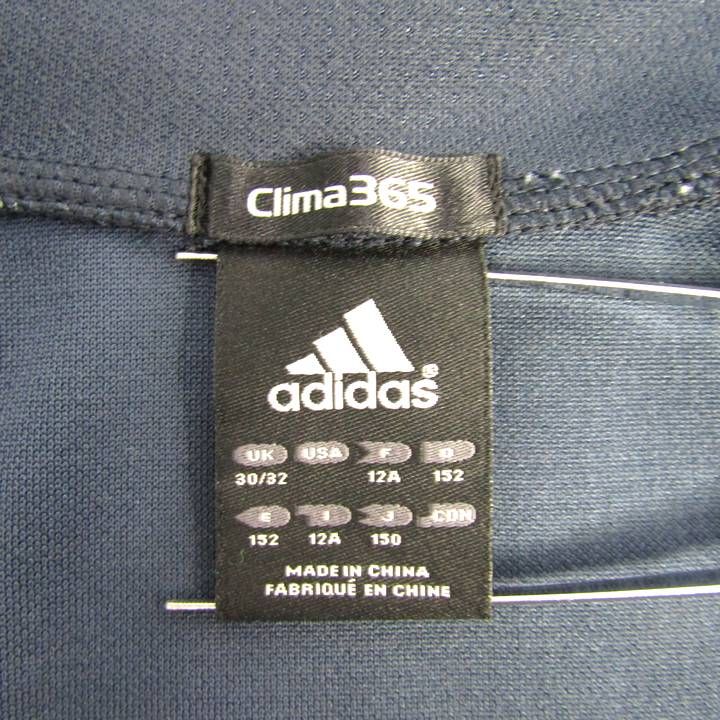 Clima365
adidas®
UK USA F D
30/32 12A 152
E I J CDN
152 12A 150
MADE IN CHINA
FABRIQUÉ EN CHINE